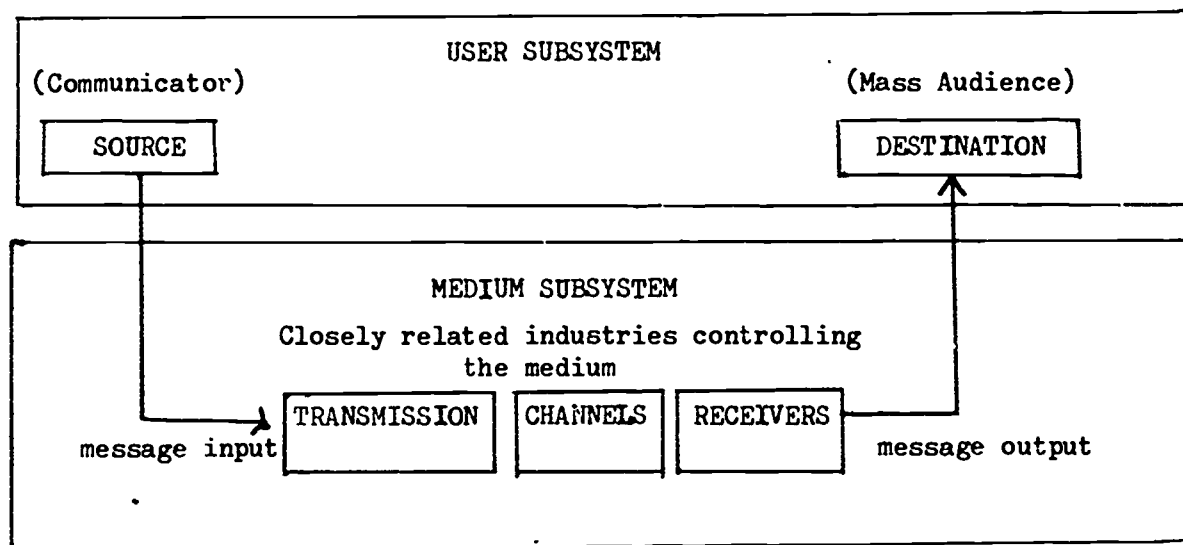 USER SUBSYSTEM
(Communicator) (Mass Audience)
SOURCE DESTINATION
MEDIUM SUBSYSTEM
Closely related industries controlling
the medium
TRANSMISSION CHANNELS RECEIVERS
message input message output